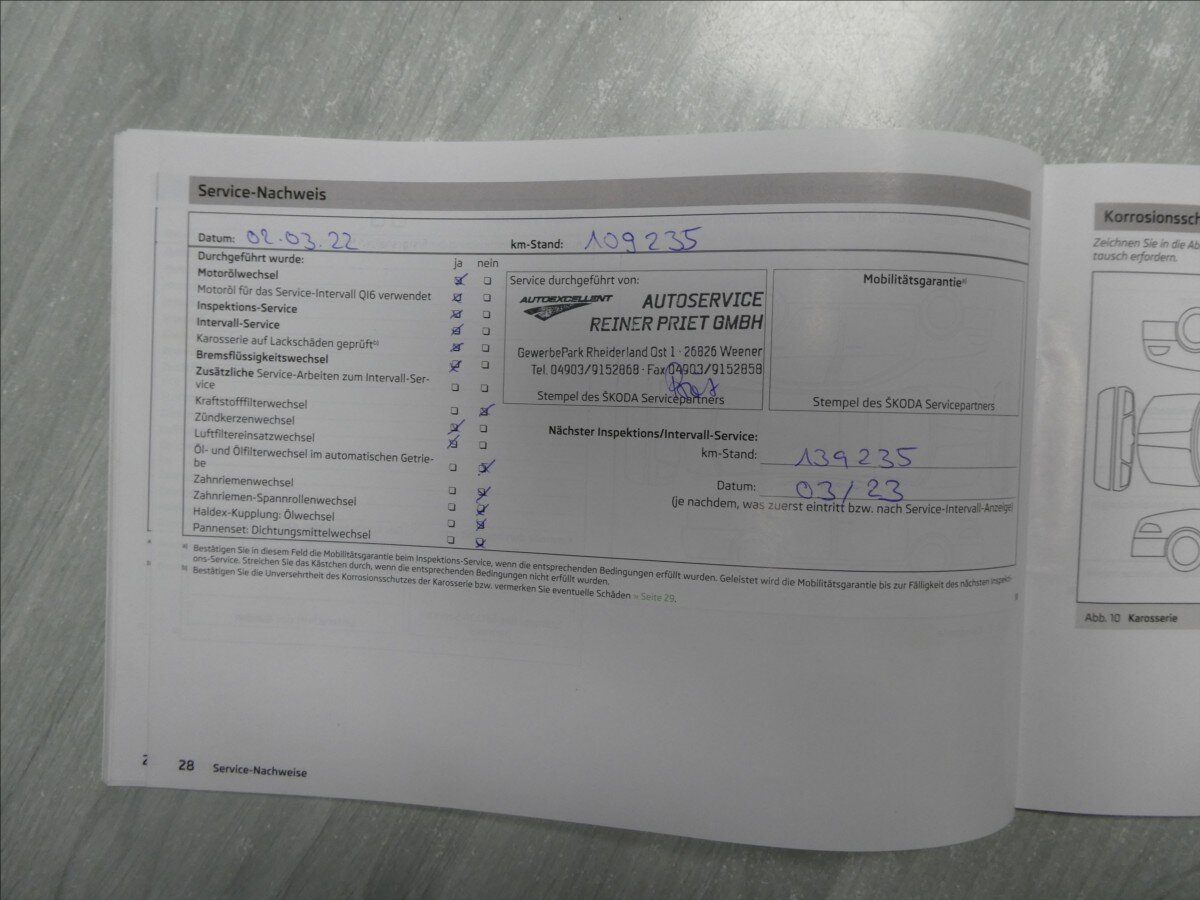 Service-Nachweis
Datum: 02.03.22 km-Stand: 109235
Durchgeführt wurde: ja nein
Motorölwechsel
Motoröl für das Service-Intervall QI6 verwendet
Inspektions-Service
Intervall-Service
Karosserie auf Lackschäden geprüft b)
Bremsflüssigkeitswechsel
Zusätzliche Service-Arbeiten zum Intervall-Ser-
vice
Kraftstofffilterwechsel
Zündkerzenwechsel
Luftfiltereinsatzwechsel
Öl- und Ölfilterwechsel im automatischen Getrie-
be
Zahnriemenwechsel
Zahnriemen-Spannrollenwechsel
Haldex-Kupplung: Ölwechsel
Pannenset: Dichtungsmittelwechsel
Service durchgeführt von:
AUTOEXCELLENT AUTOSERVICE
REINER PRIET GMBH
GewerbePark Rheiderland Ost 1 · 26826 Weener
Tel. 04903/9152868 · Fax 04903/9152858
Stempel des ŠKODA Servicepartners
Mobilitätsgarantie a)
Stempel des ŠKODA Servicepartners
Nächster Inspektions/Intervall-Service:
km-Stand: 139235
Datum: 03/23
(je nachdem, was zuerst eintritt bzw. nach Service-Intervall-Anzeige)
a) Bestätigen Sie in diesem Feld die Mobilitätsgarantie beim Inspektions-Service, wenn die entsprechenden Bedingungen erfüllt wurden. Geleistet wird die Mobilitätsgarantie bis zur Fälligkeit des nächsten Inspekti-
ons-Service. Streichen Sie das Kästchen durch, wenn die entsprechenden Bedingungen nicht erfüllt wurden.
b) Bestätigen Sie die Unversehrtheit des Korrosionsschutzes der Karosserie bzw. vermerken Sie eventuelle Schäden » Seite 29.
28 Service-Nachweise
Korrosionssch
Zeichnen Sie in die Ab
tausch erfordern.
Abb. 10 Karosserie